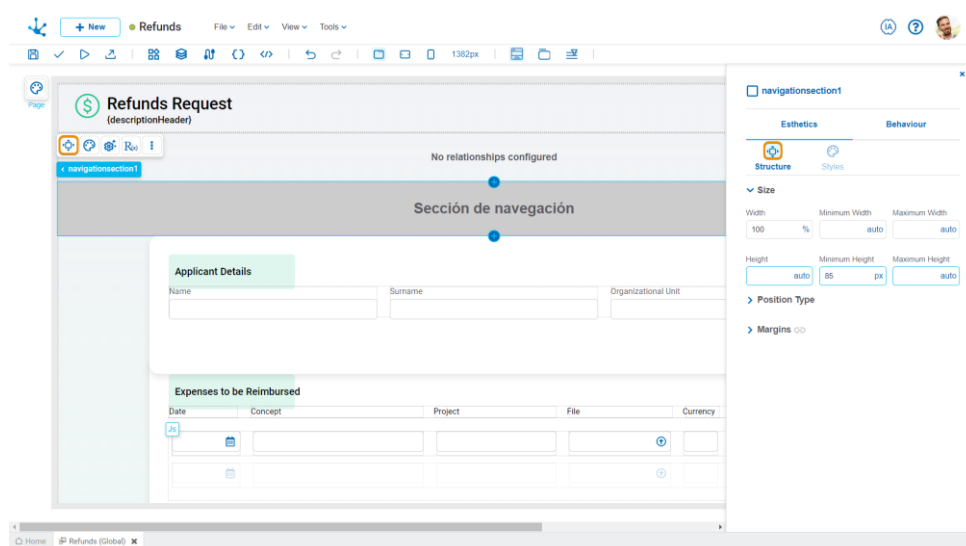 + New
Refunds
File
Edit
View
Tools
IA
?
1382px
Page
Refunds Request
{descriptionHeader}
R(x)
No relationships configured
navigationsection1
Sección de navegación
Applicant Details
Name
Surname
Organizational Unit
Expenses to be Reimbursed
Date
Concept
Project
File
Currency
Js
navigationsection1
Esthetics
Behaviour
Structure
Styles
Size
Width
Minimum Width
Maximum Width
100 %
auto
auto
Height
Minimum Height
Maximum Height
auto
85 px
auto
Position Type
Margins
Home
Refunds (Global)